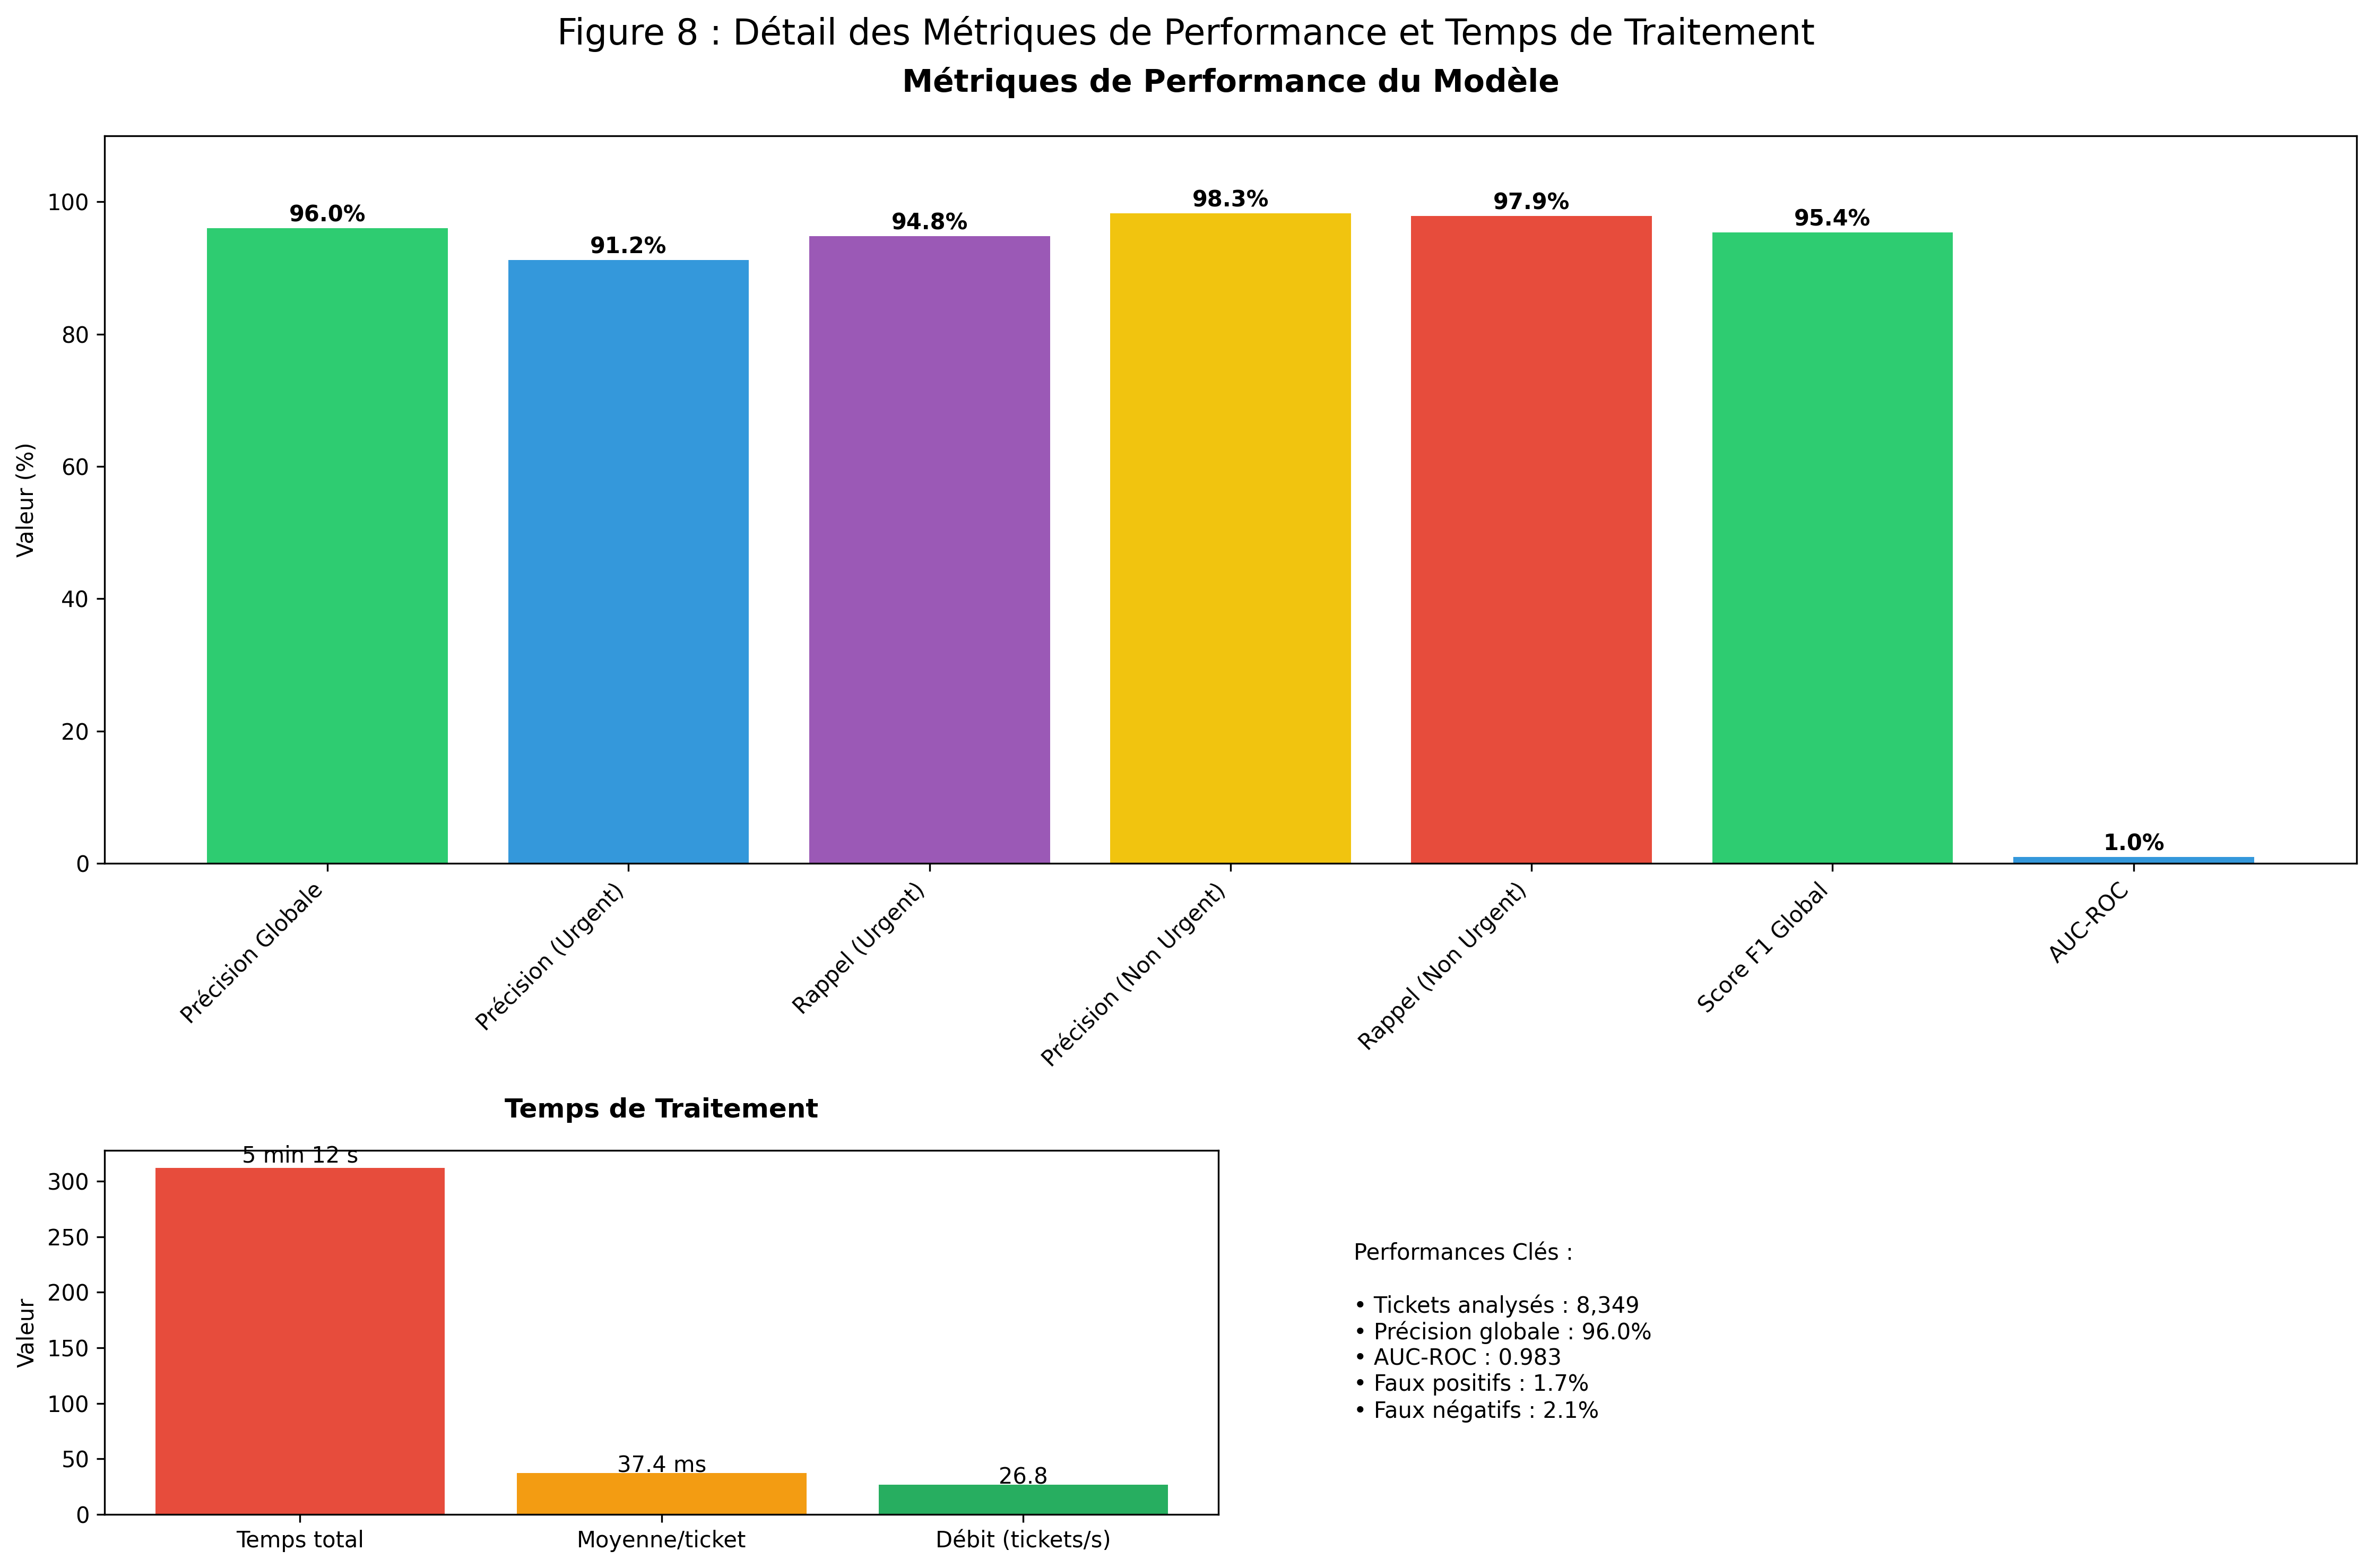 Figure 8 : Détail des Métriques de Performance et Temps de Traitement
Métriques de Performance du Modèle
Valeur (%)
100
80
60
40
20
0
96.0%
91.2%
94.8%
98.3%
97.9%
95.4%
1.0%
Précision Globale
Précision (Urgent)
Rappel (Urgent)
Précision (Non Urgent)
Rappel (Non Urgent)
Score F1 Global
AUC-ROC
Temps de Traitement
Valeur
300
250
200
150
100
50
0
5 min 12 s
37.4 ms
26.8
Temps total
Moyenne/ticket
Débit (tickets/s)
Performances Clés :
• Tickets analysés : 8,349
• Précision globale : 96.0%
• AUC-ROC : 0.983
• Faux positifs : 1.7%
• Faux négatifs : 2.1%